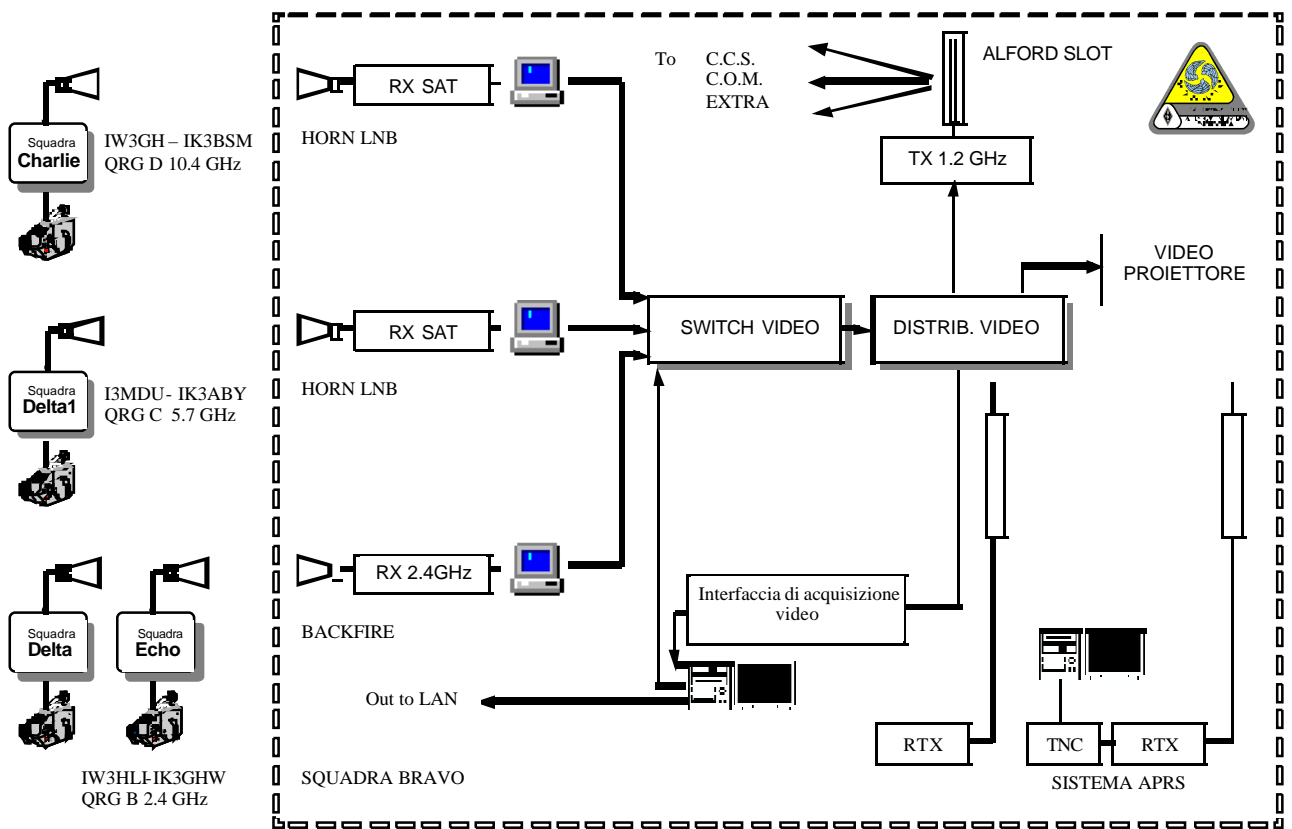 Squadra
Charlie
IW3GH – IK3BSM
QRG D 10.4 GHz
Squadra
Delta1
I3MDU- IK3ABY
QRG C 5.7 GHz
Squadra
Delta
Squadra
Echo
IW3HLI-IK3GHW
QRG B 2.4 GHz
RX SAT
HORN LNB
RX SAT
HORN LNB
RX 2.4GHz
BACKFIRE
To C.C.S.
C.O.M.
EXTRA
ALFORD SLOT
TX 1.2 GHz
VIDEO
PROIETTORE
SWITCH VIDEO
DISTRIB. VIDEO
Interfaccia di acquisizione
video
Out to LAN
RTX
TNC
RTX
SISTEMA APRS
SQUADRA BRAVO